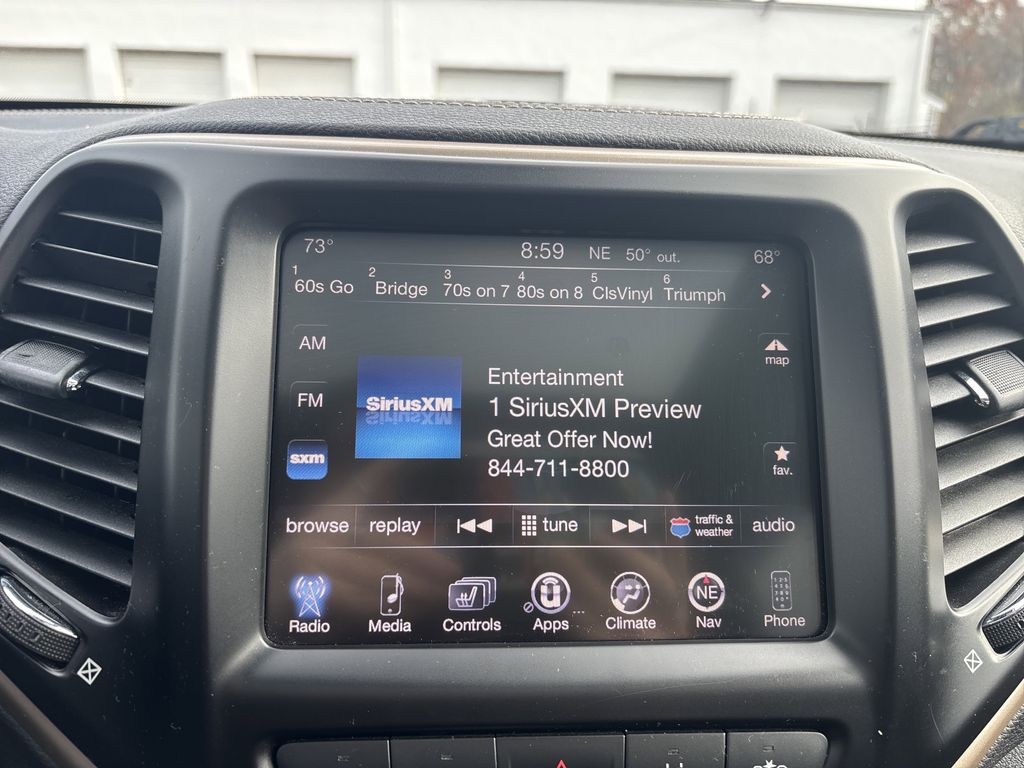 73° 8:59 NE 50° out. 68°
1 60s Go 2 Bridge 3 70s on 7 4 80s on 8 5 ClsVinyl 6 Triumph
AM
map
FM
SiriusXM
Entertainment
1 SiriusXM Preview
Great Offer Now!
844-711-8800
sxm
fav.
browse replay tune traffic & weather audio
NE
Radio Media Controls Apps Climate Nav Phone